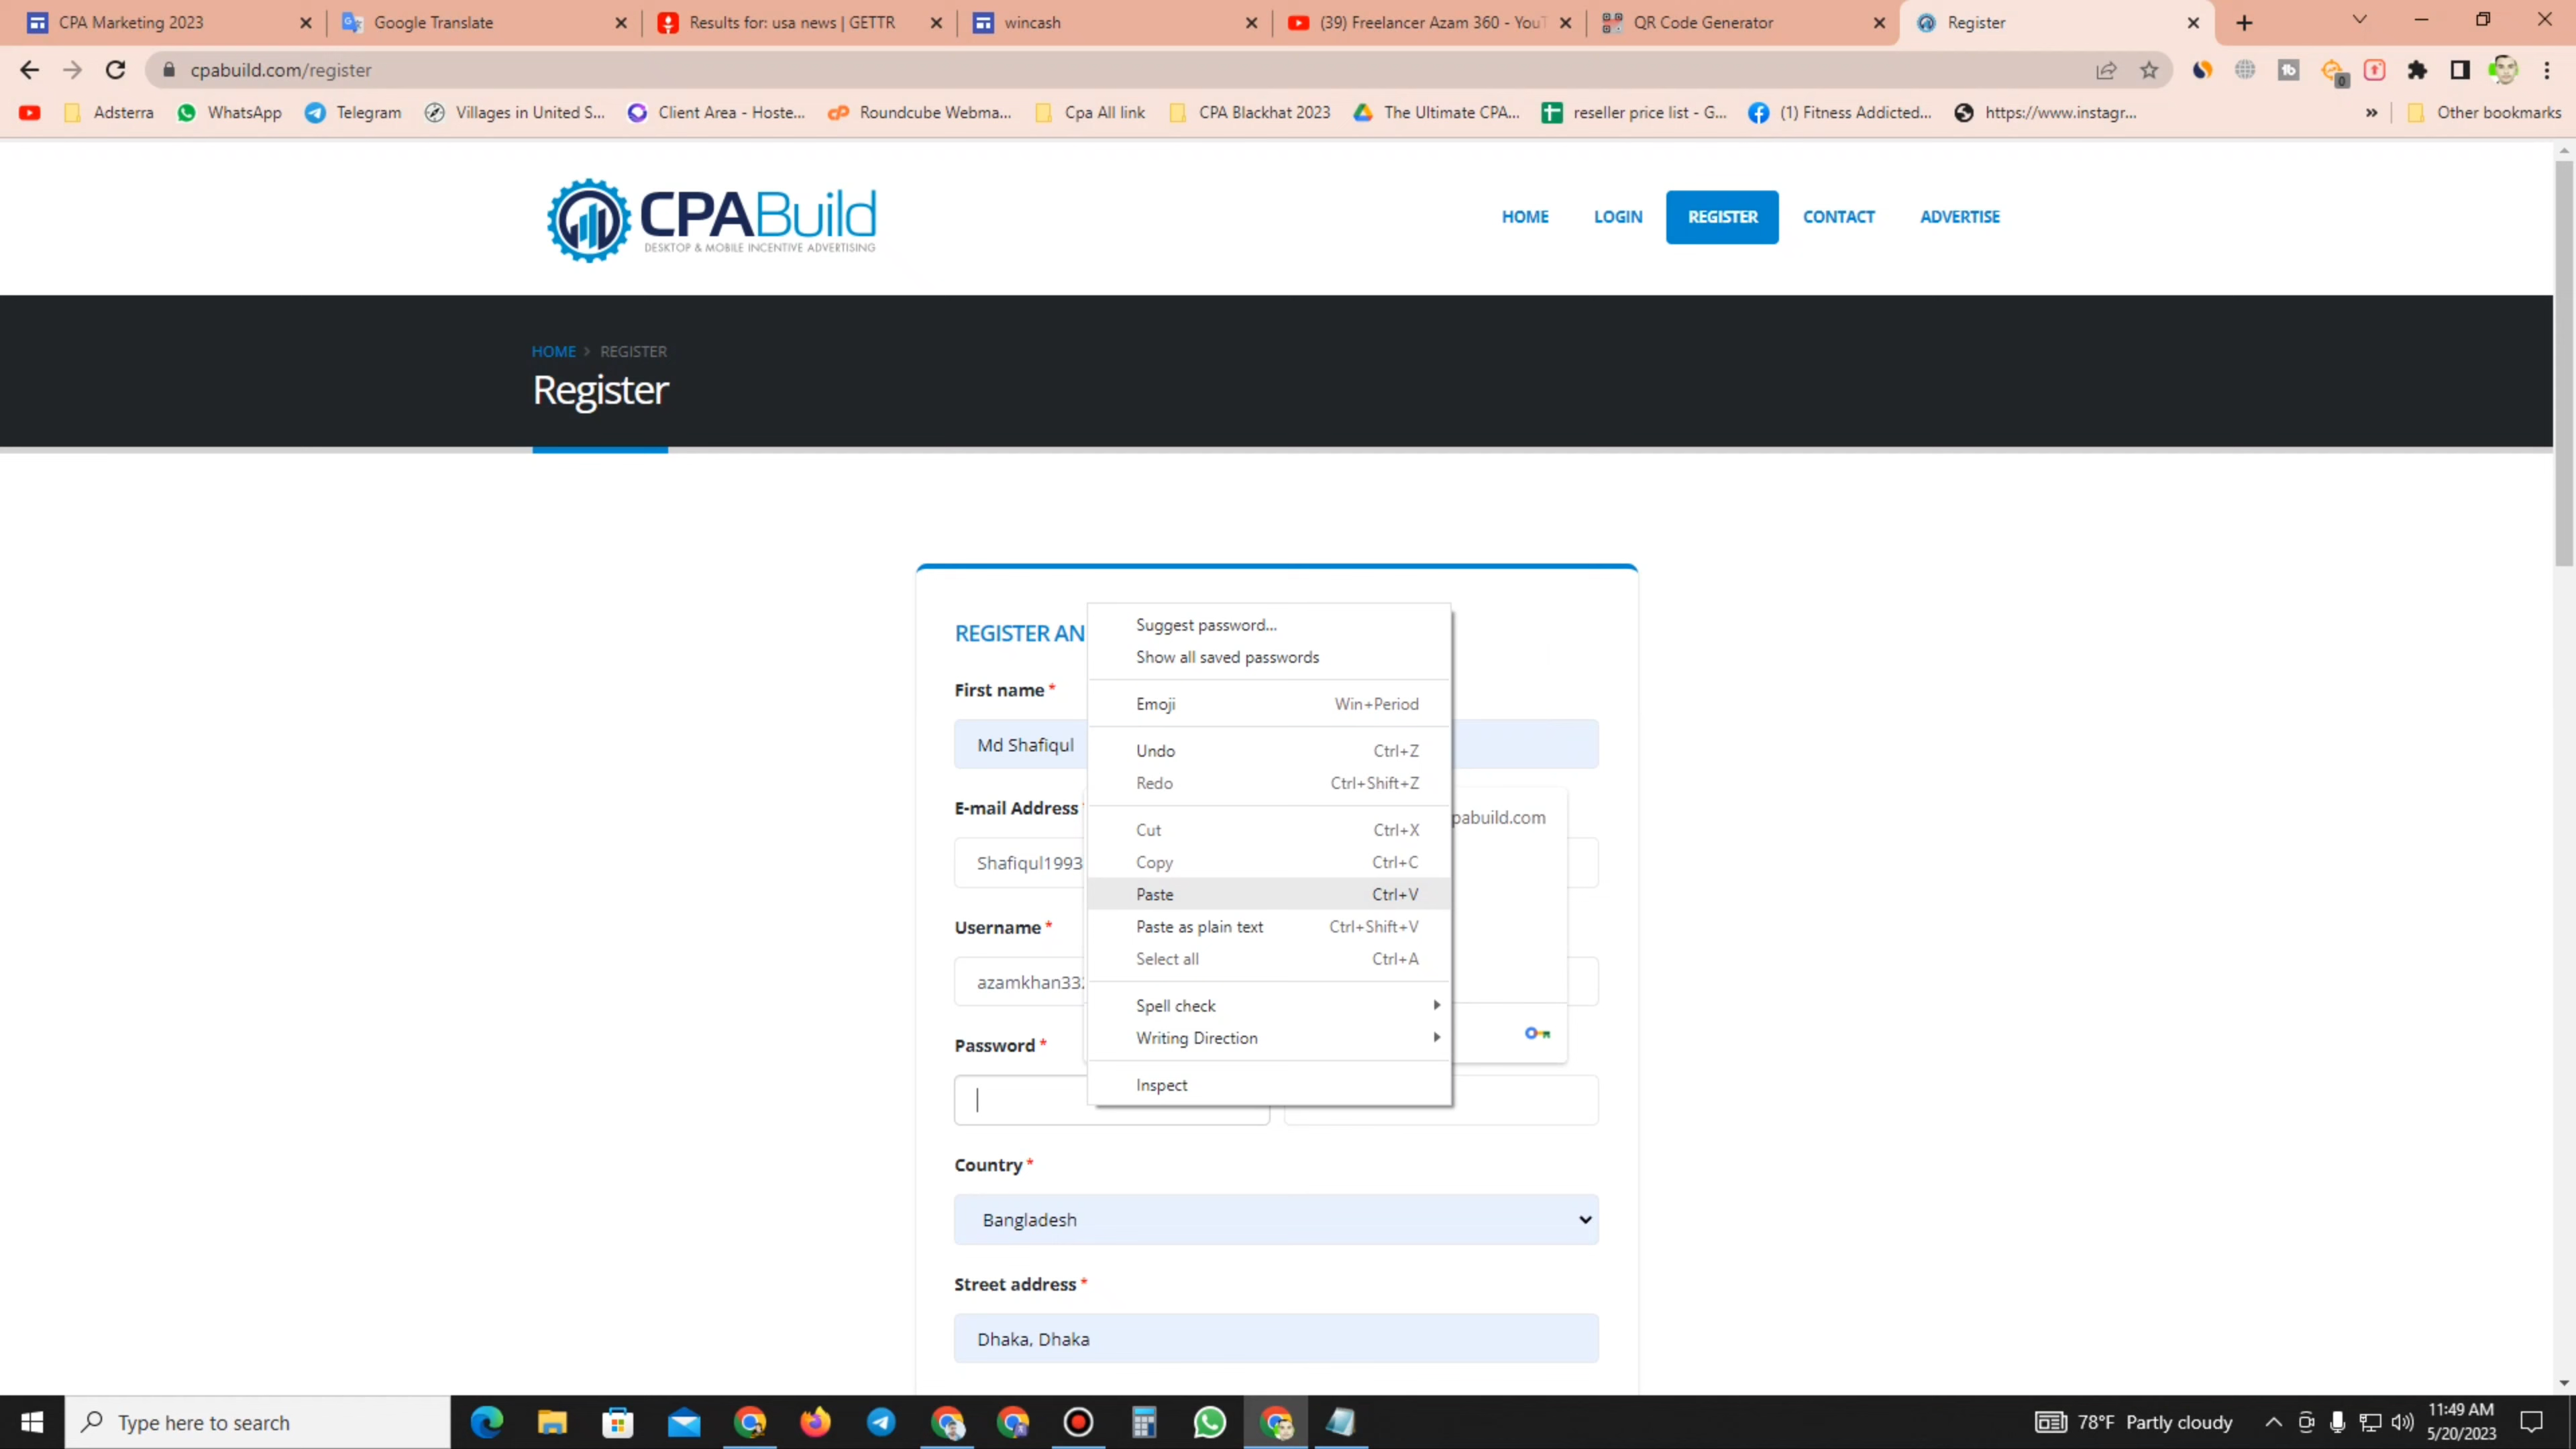 CPA Marketing 2023
Google Translate
Results for: usa news | GETTR
wincash
(39) Freelancer Azam 360 - YouT
QR Code Generator
Register
cpabuild.com/register
Adsterra
WhatsApp
Telegram
Villages in United S...
Client Area - Hoste...
Roundcube Webma...
Cpa All link
CPA Blackhat 2023
The Ultimate CPA...
reseller price list - G...
(1) Fitness Addicted...
https://www.instagr...
»
Other bookmarks
CPABuild
DESKTOP & MOBILE INCENTIVE ADVERTISING
HOME
LOGIN
REGISTER
CONTACT
ADVERTISE
HOME > REGISTER
Register
REGISTER AN
First name *
Md Shafiqul
E-mail Address
Shafiqul1993
Username *
azamkhan33
Password *
Suggest password...
Show all saved passwords
Emoji Win+Period
Undo Ctrl+Z
Redo Ctrl+Shift+Z
Cut Ctrl+X
Copy Ctrl+C
Paste Ctrl+V
Paste as plain text Ctrl+Shift+V
Select all Ctrl+A
Spell check
Writing Direction
Inspect
pabuild.com
Country *
Bangladesh
Street address *
Dhaka, Dhaka
Type here to search
78°F Partly cloudy
11:49 AM
5/20/2023